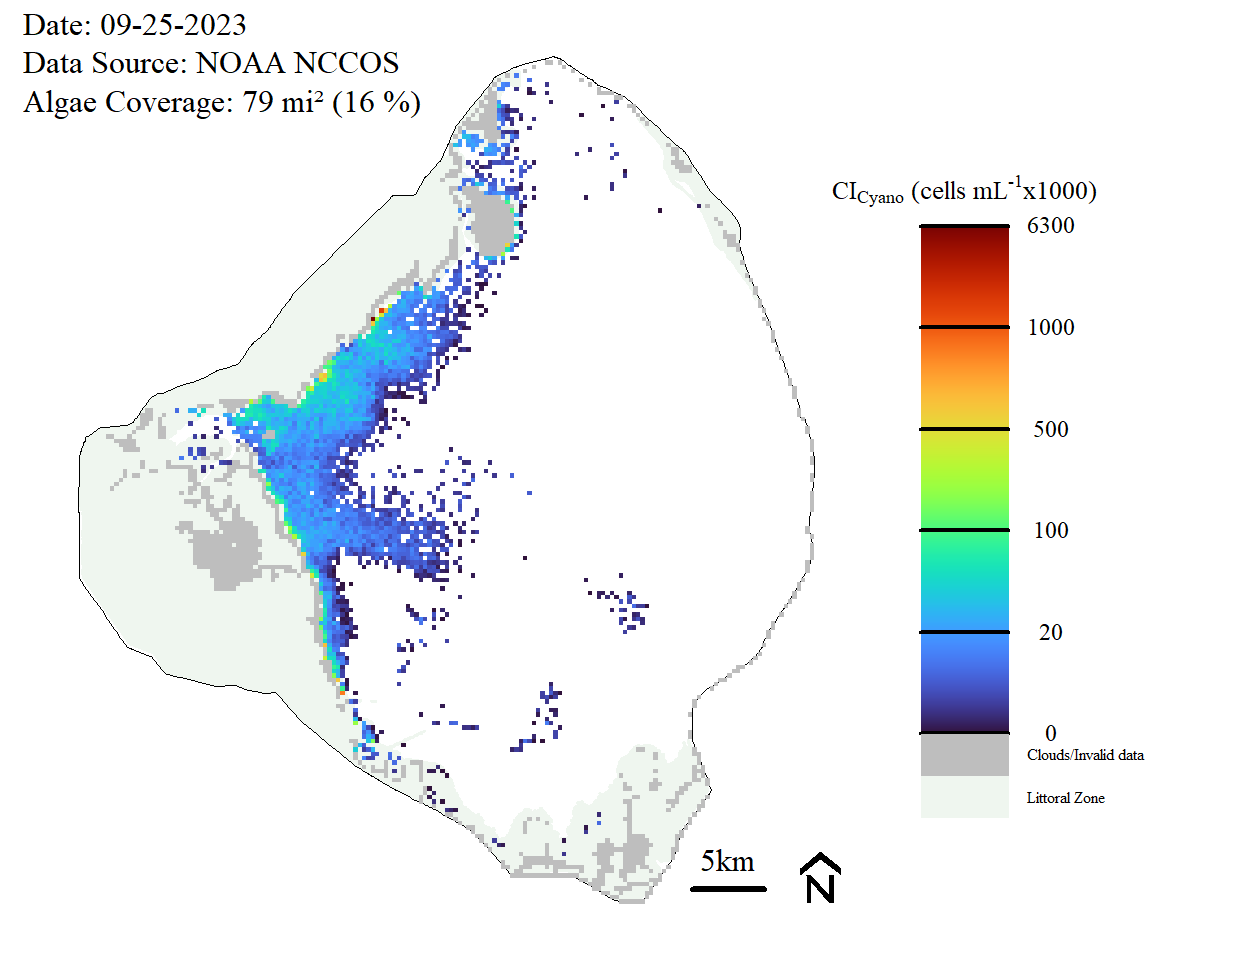 Date: 09-25-2023
Data Source: NOAA NCCOS
Algae Coverage: 79 mi² (16 %)
CI_Cyano (cells mL⁻¹x1000)
6300
1000
500
100
20
0
Clouds/Invalid data
Littoral Zone
5km
N